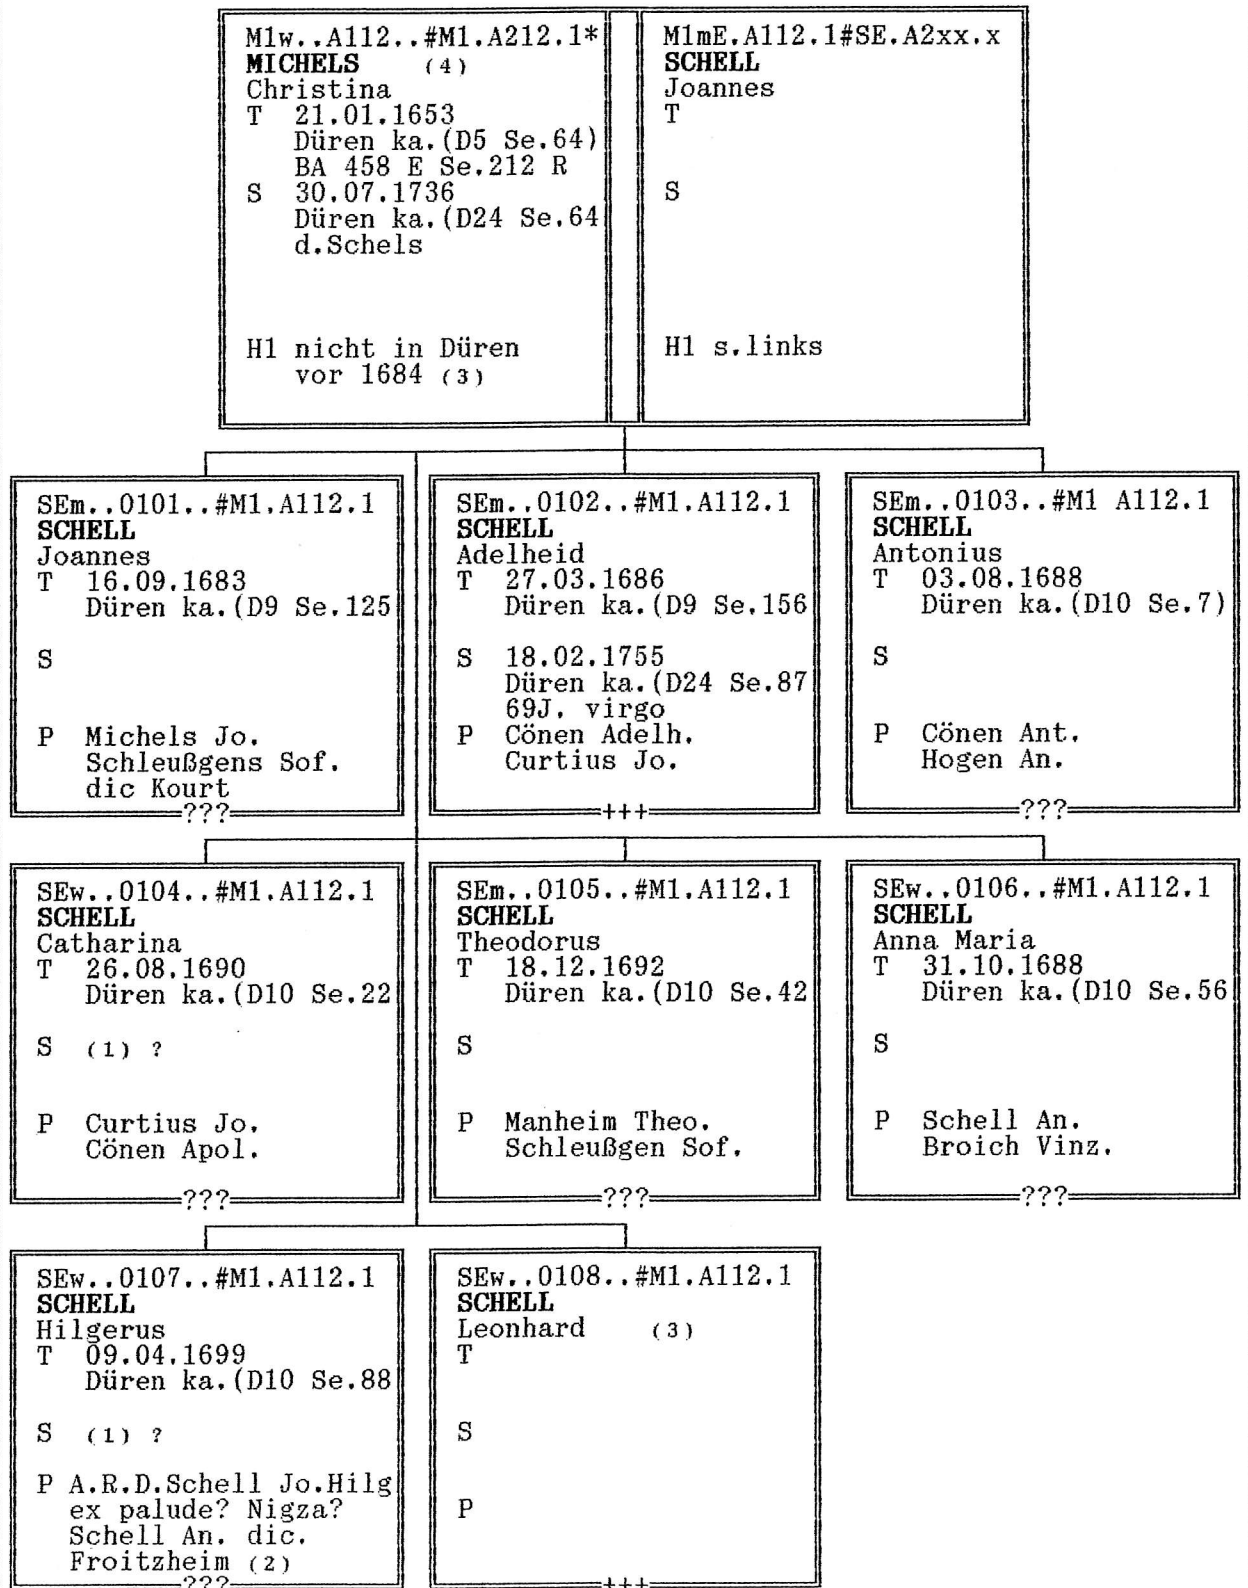 M1w..A112..#M1.A212.1*
MICHELS (4)
Christina
T 21.01.1653
Düren ka.(D5 Se.64)
BA 458 E Se.212 R
S 30.07.1736
Düren ka.(D24 Se.64
d.Schels
H1 nicht in Düren
vor 1684 (3)
M1mE.A112.1#SE.A2xx.x
SCHELL
Joannes
T
S
H1 s.links
SEm..0101..#M1.A112.1
SCHELL
Joannes
T 16.09.1683
Düren ka.(D9 Se.125
S
P Michels Jo.
Schleußgens Sof.
dic Kourt
???
SEm..0102..#M1.A112.1
SCHELL
Adelheid
T 27.03.1686
Düren ka.(D9 Se.156
S 18.02.1755
Düren ka.(D24 Se.87
69J. virgo
P Cönen Adelh.
Curtius Jo.
+++
SEm..0103..#M1 A112.1
SCHELL
Antonius
T 03.08.1688
Düren ka.(D10 Se.7)
S
P Cönen Ant.
Hogen An.
???
SEw..0104..#M1.A112.1
SCHELL
Catharina
T 26.08.1690
Düren ka.(D10 Se.22
S (1) ?
P Curtius Jo.
Cönen Apol.
???
SEm..0105..#M1.A112.1
SCHELL
Theodorus
T 18.12.1692
Düren ka.(D10 Se.42
S
P Manheim Theo.
Schleußgen Sof.
???
SEw..0106..#M1.A112.1
SCHELL
Anna Maria
T 31.10.1688
Düren ka.(D10 Se.56
S
P Schell An.
Broich Vinz.
???
SEw..0107..#M1.A112.1
SCHELL
Hilgerus
T 09.04.1699
Düren ka.(D10 Se.88
S (1) ?
P A.R.D.Schell Jo.Hilg
ex palude? Nigza?
Schell An. dic.
Froitzheim (2)
???
SEw..0108..#M1.A112.1
SCHELL
Leonhard (3)
T
S
P
+++